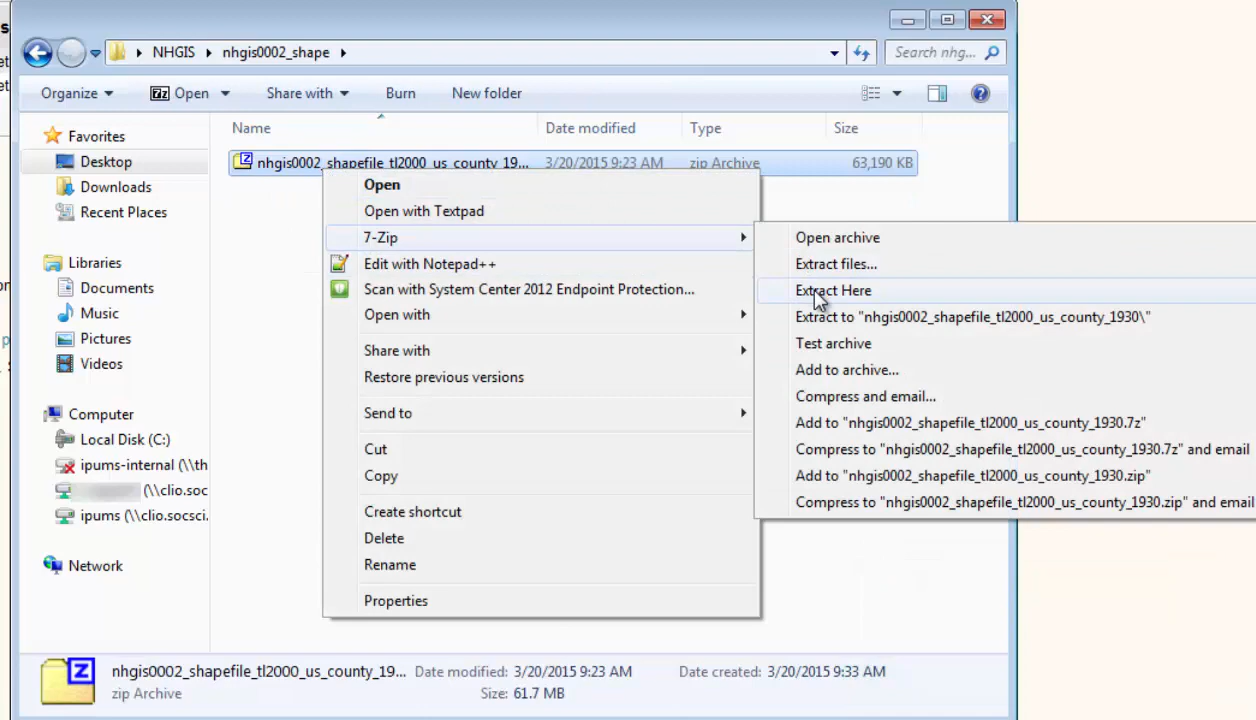 NHGIS nhgis0002_shape Search nhg...
Organize Open Share with Burn New folder
Name Date modified Type Size
nhgis0002_shapefile_tl2000_us_county_19... 3/20/2015 9:23 AM zip Archive 63,190 KB
Favorites
Desktop
Downloads
Recent Places
Libraries
Documents
Music
Pictures
Videos
Computer
Local Disk (C:)
ipums-internal (\\th
(\\clio.soc
ipums (\\clio.socsci.
Network
Open
Open with Textpad
7-Zip
Edit with Notepad++
Scan with System Center 2012 Endpoint Protection...
Open with
Share with
Restore previous versions
Send to
Cut
Copy
Create shortcut
Delete
Rename
Properties
Open archive
Extract files...
Extract Here
Extract to "nhgis0002_shapefile_tl2000_us_county_1930\"
Test archive
Add to archive...
Compress and email...
Add to "nhgis0002_shapefile_tl2000_us_county_1930.7z"
Compress to "nhgis0002_shapefile_tl2000_us_county_1930.7z" and email
Add to "nhgis0002_shapefile_tl2000_us_county_1930.zip"
Compress to "nhgis0002_shapefile_tl2000_us_county_1930.zip" and email
nhgis0002_shapefile_tl2000_us_county_19... Date modified: 3/20/2015 9:23 AM Date created: 3/20/2015 9:33 AM
zip Archive Size: 61.7 MB